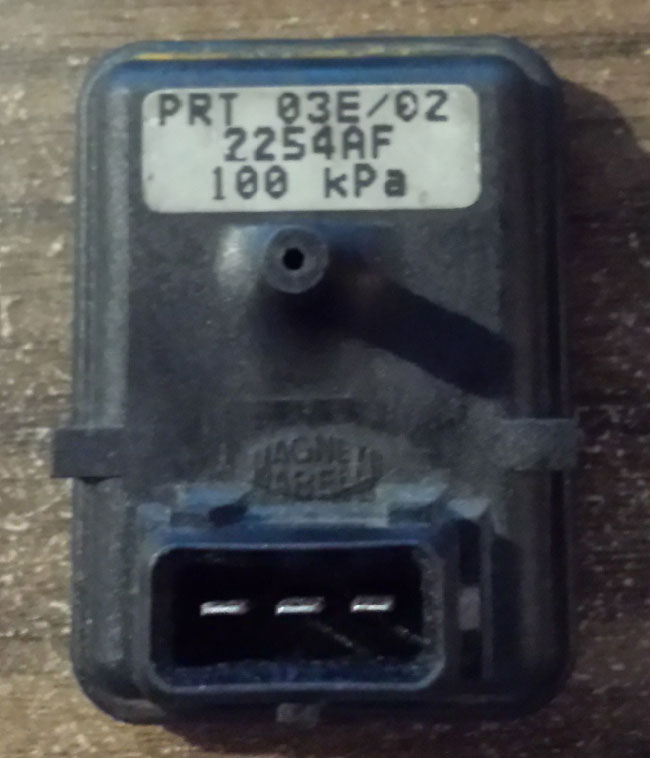 PRT 03E/02
2254AF
100 kPa
MAGNETI
MARELLI